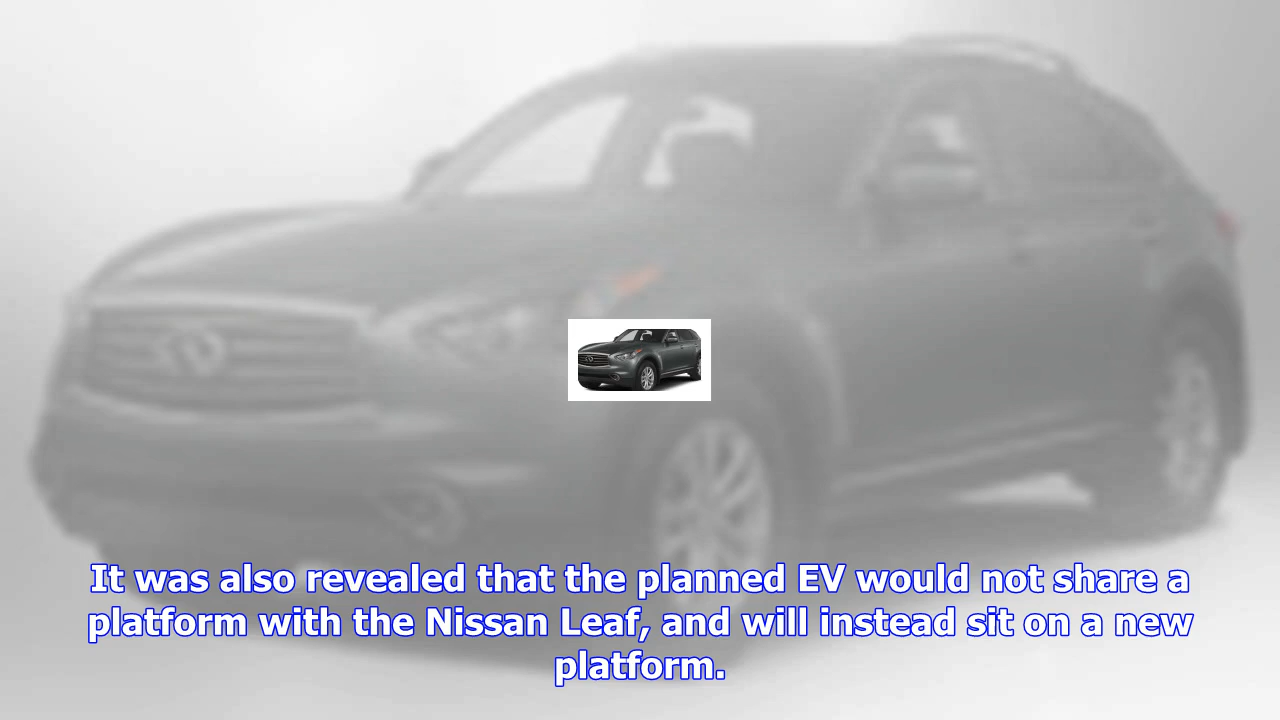 It was also revealed that the planned EV would not share a
platform with the Nissan Leaf, and will instead sit on a new
platform.